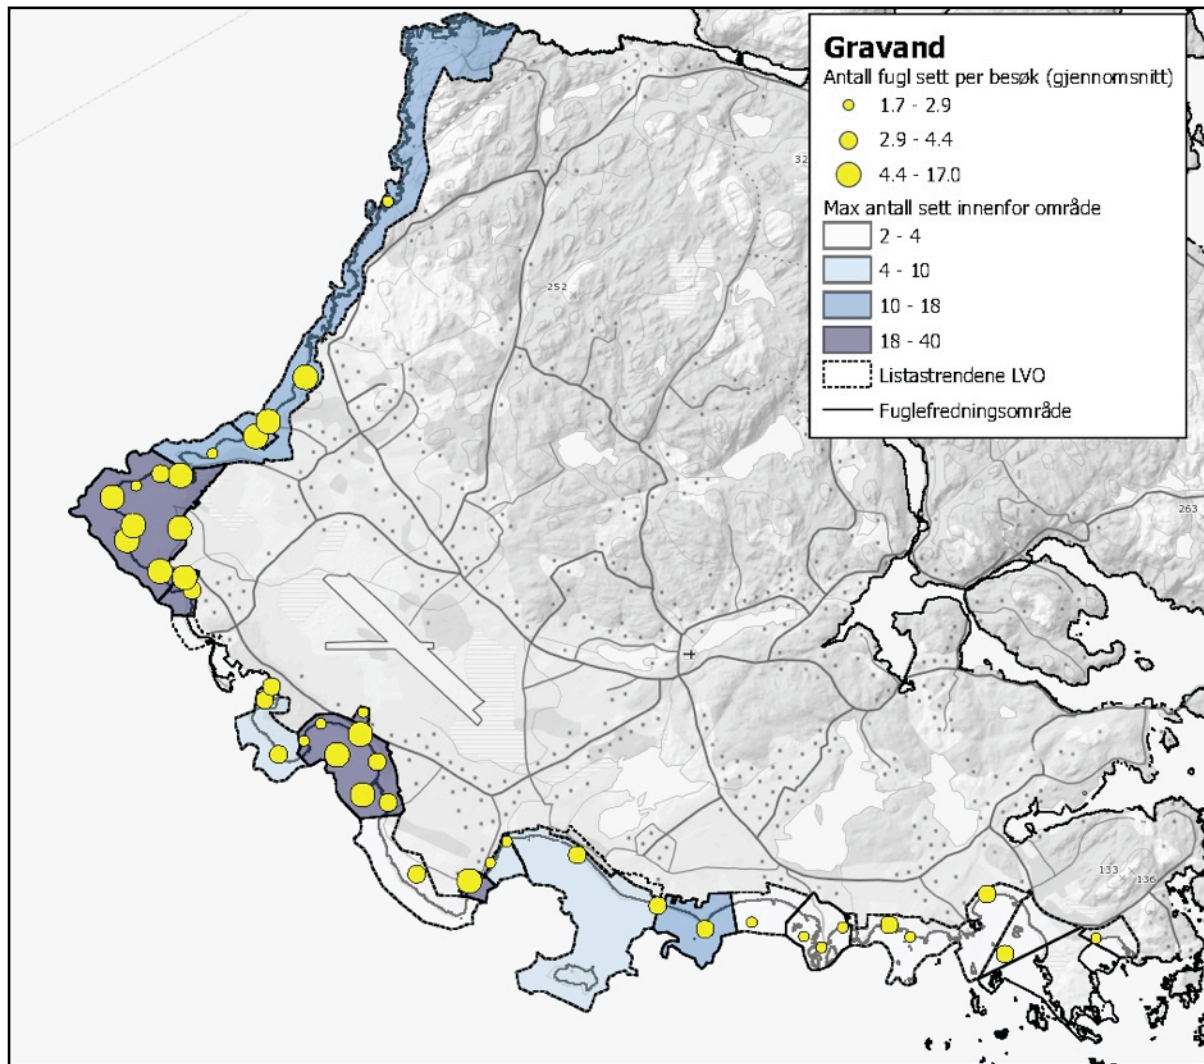 Gravand
Antall fugl sett per besøk (gjennomsnitt)
1.7 - 2.9
2.9 - 4.4
4.4 - 17.0
Max antall sett innenfor område
2 - 4
4 - 10
10 - 18
18 - 40
Listastrendene LVO
Fuglefredningsområde
252
263
133
136